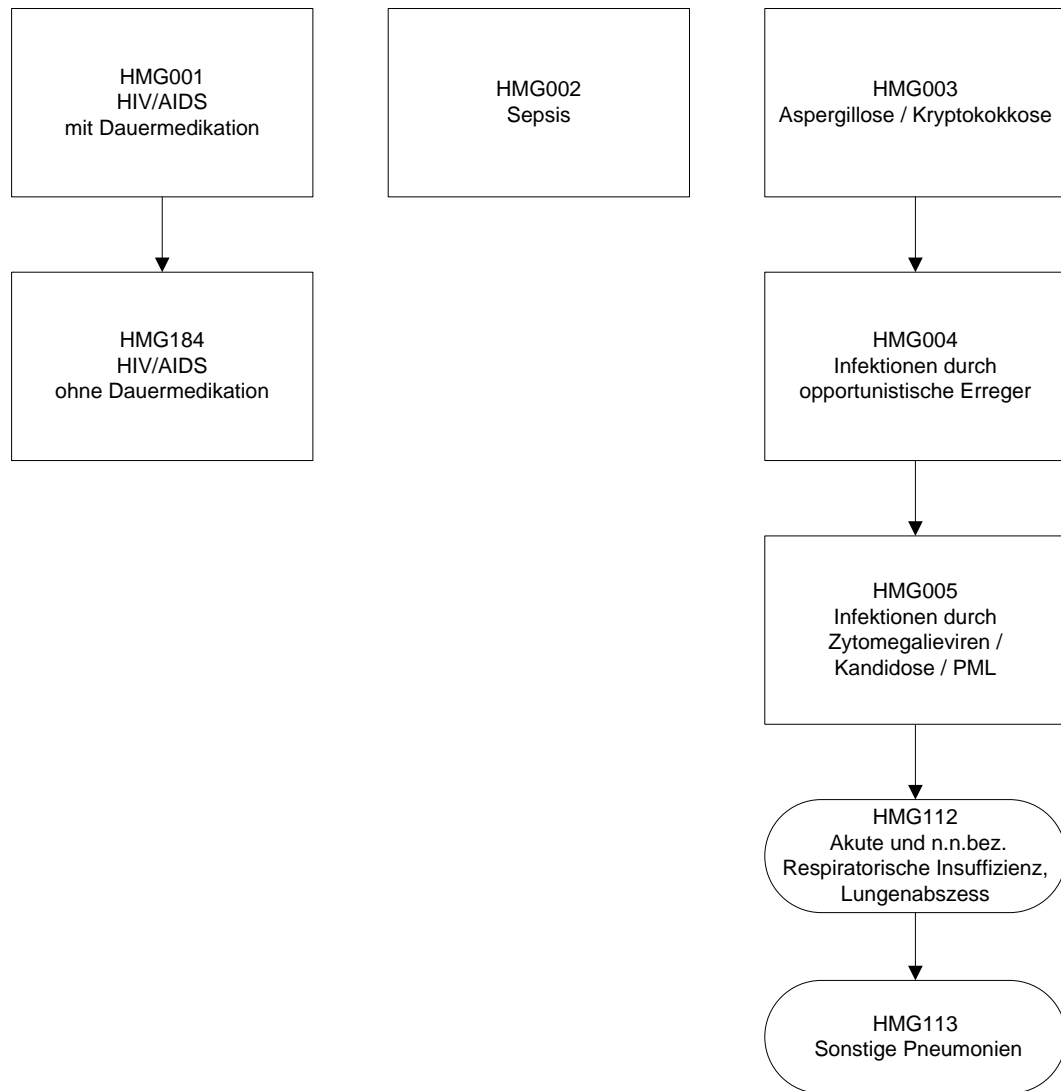 HMG001
HIV/AIDS
mit Dauermedikation
HMG002
Sepsis
HMG003
Aspergillose / Kryptokokkose
HMG184
HIV/AIDS
ohne Dauermedikation
HMG004
Infektionen durch
opportunistische Erreger
HMG005
Infektionen durch
Zytomegalieviren /
Kandidose / PML
HMG112
Akute und n.n.bez.
Respiratorische Insuffizienz,
Lungenabszess
HMG113
Sonstige Pneumonien